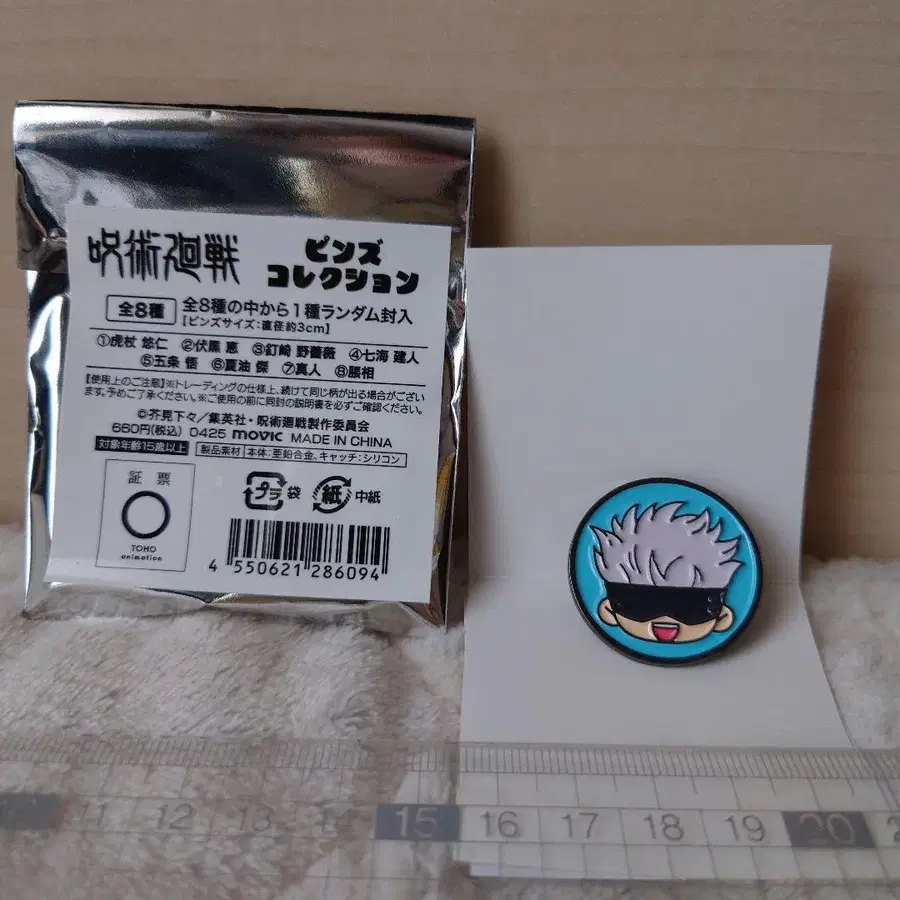 呪術廻戦
ピンズ
コレクション
全8種 全8種の中から1種ランダム封入
【ピンズサイズ:直径約3cm】
①虎杖 悠仁 ②伏黒 恵 ③釘崎 野薔薇 ④七海 建人
⑤五条 悟 ⑥夏油 傑 ⑦真人 ⑧脹相
【使用上のご注意】※トレーディングの仕様上、続けて同じ柄が出る場合がござい
ます。予めご了承ください。※ご使用の前に同封の説明書を必ずご確認ください。
©芥見下々/集英社・呪術廻戦製作委員会
660円(税込) 0425 movic MADE IN CHINA
対象年齢15歳以上 製品素材 本体:亜鉛合金、キャッチ:シリコン
証 票
TOHO
animation
プラ 袋 紙 中紙
4 550621 286094
11 12 13 14 15 16 17 18 19 20